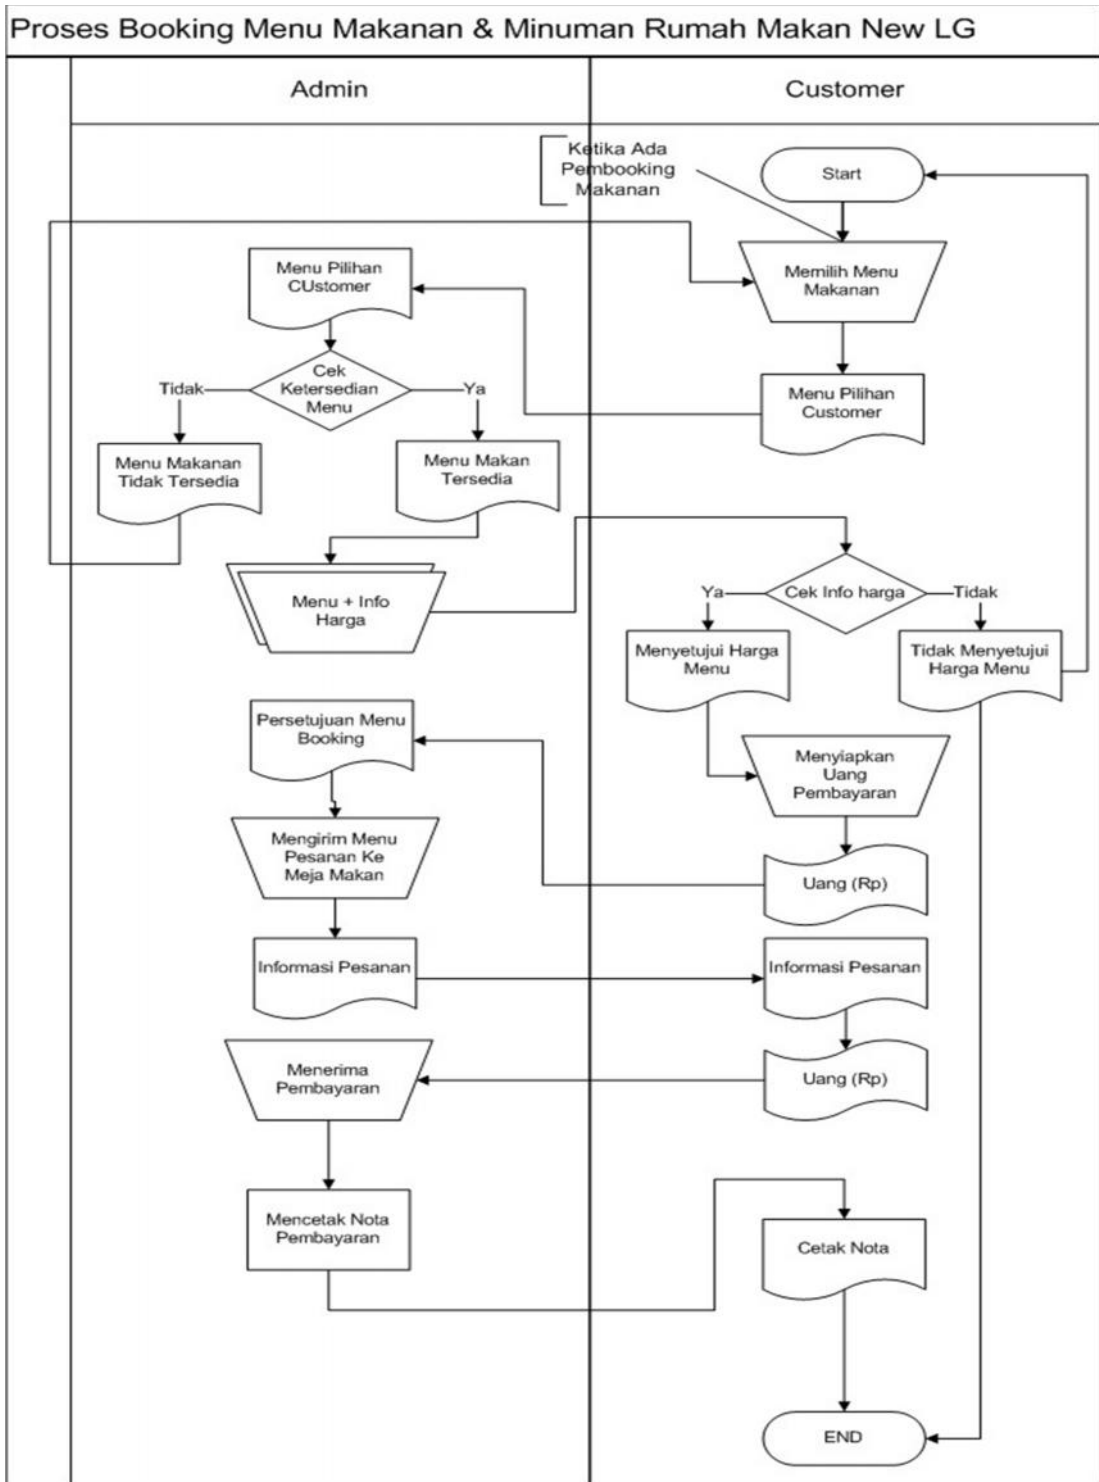 Proses Booking Menu Makanan & Minuman Rumah Makan New LG
Admin
Customer
Ketika Ada
Pembooking
Makanan
Start
Memilih Menu
Makanan
Menu Pilihan
CUstomer
Cek
Ketersedian
Menu
Tidak
Ya
Menu Pilihan
Customer
Menu Makanan
Tidak Tersedia
Menu Makan
Tersedia
Menu + Info
Harga
Cek Info harga
Ya
Tidak
Menyetujui Harga
Menu
Tidak Menyetujui
Harga Menu
Persetujuan Menu
Booking
Menyiapkan
Uang
Pembayaran
Mengirim Menu
Pesanan Ke
Meja Makan
Uang (Rp)
Informasi Pesanan
Informasi Pesanan
Menerima
Pembayaran
Uang (Rp)
Mencetak Nota
Pembayaran
Cetak Nota
END